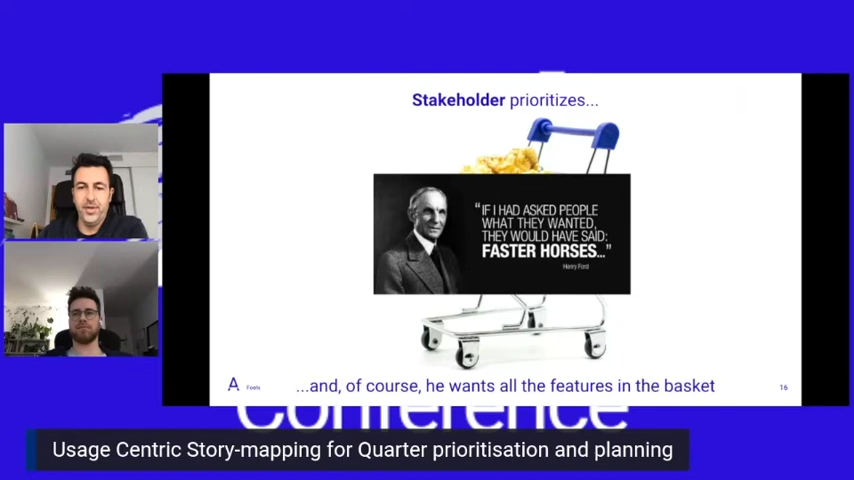 Stakeholder prioritizes...
“IF I HAD ASKED PEOPLE
WHAT THEY WANTED,
THEY WOULD HAVE SAID:
FASTER HORSES...”
Henry Ford
...and, of course, he wants all the features in the basket
A
16
Conference
Usage Centric Story-mapping for Quarter prioritisation and planning